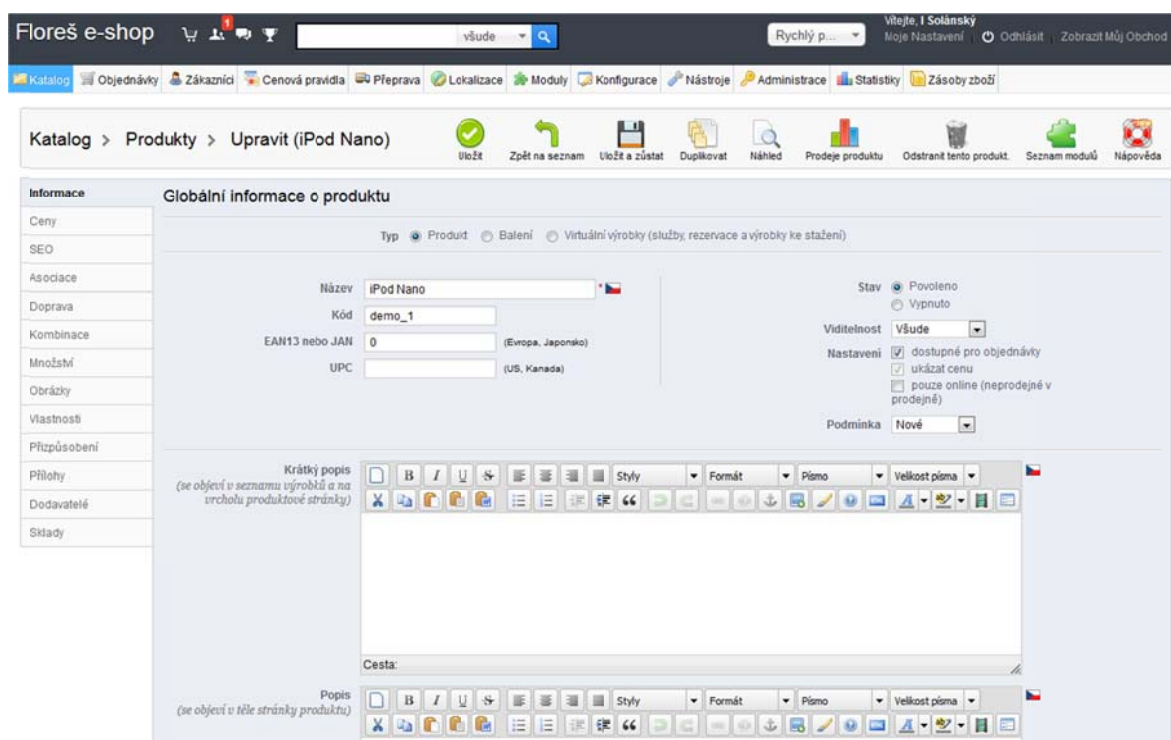 Floreš e-shop 1 všude Rychlý p... Vítejte, I Solánský
Moje Nastavení Odhlásit Zobrazit Můj Obchod
Katalog Objednávky Zákazníci Cenová pravidla Přeprava Lokalizace Moduly Konfigurace Nástroje Administrace Statistiky Zásoby zboží
Katalog > Produkty > Upravit (iPod Nano)
Uložit Zpět na seznam Uložit a zůstat Duplikovat Náhled Prodeje produktu Odstranit tento produkt. Seznam modulů Nápověda
Informace
Ceny
SEO
Asociace
Doprava
Kombinace
Množství
Obrázky
Vlastnosti
Přizpůsobení
Přílohy
Dodavatelé
Sklady
Globální informace o produktu
Typ Produkt Balení Virtuální výrobky (služby, rezervace a výrobky ke stažení)
Název iPod Nano *
Kód demo_1
EAN13 nebo JAN 0 (Evropa, Japonsko)
UPC (US, Kanada)
Stav Povoleno
Vypnuto
Viditelnost Všude
Nastavení dostupné pro objednávky
ukázat cenu
pouze online (neprodejné v
prodejně)
Podmínka Nové
Krátký popis
(se objeví v seznamu výrobků a na
vrcholu produktové stránky)
B I U S Styly Formát Písmo Velikost písma
Cesta:
Popis
(se objeví v těle stránky produktu)
B I U S Styly Formát Písmo Velikost písma